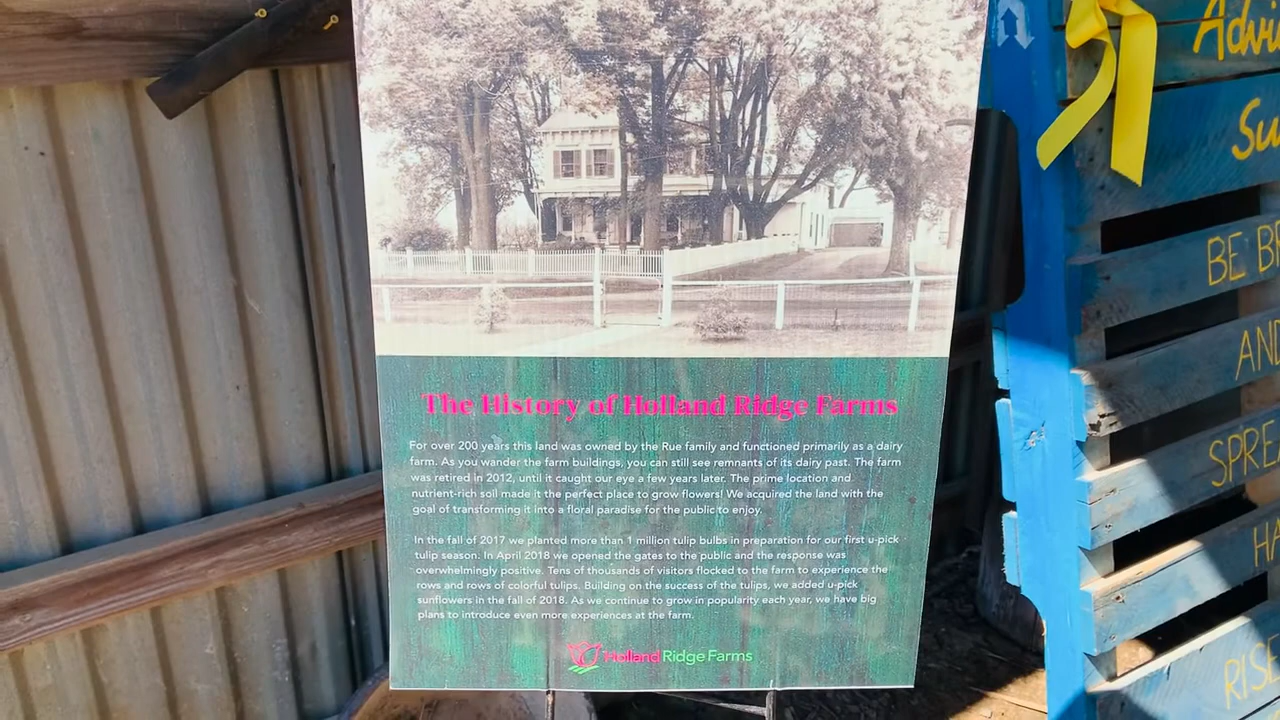 The History of Holland Ridge Farms
For over 200 years this land was owned by the Rue family and functioned primarily as a dairy
farm. As you wander the farm buildings, you can still see remnants of its dairy past. The farm
was retired in 2012, until it caught our eye a few years later. The prime location and
nutrient-rich soil made it the perfect place to grow flowers! We acquired the land with the
goal of transforming it into a floral paradise for the public to enjoy.
In the fall of 2017 we planted more than 1 million tulip bulbs in preparation for our first u-pick
tulip season. In April 2018 we opened the gates to the public and the response was
overwhelmingly positive. Tens of thousands of visitors flocked to the farm to experience the
rows and rows of colorful tulips. Building on the success of the tulips, we added u-pick
sunflowers in the fall of 2018. As we continue to grow in popularity each year, we have big
plans to introduce even more experiences at the farm.
Holland Ridge Farms
BE
AND
RISE